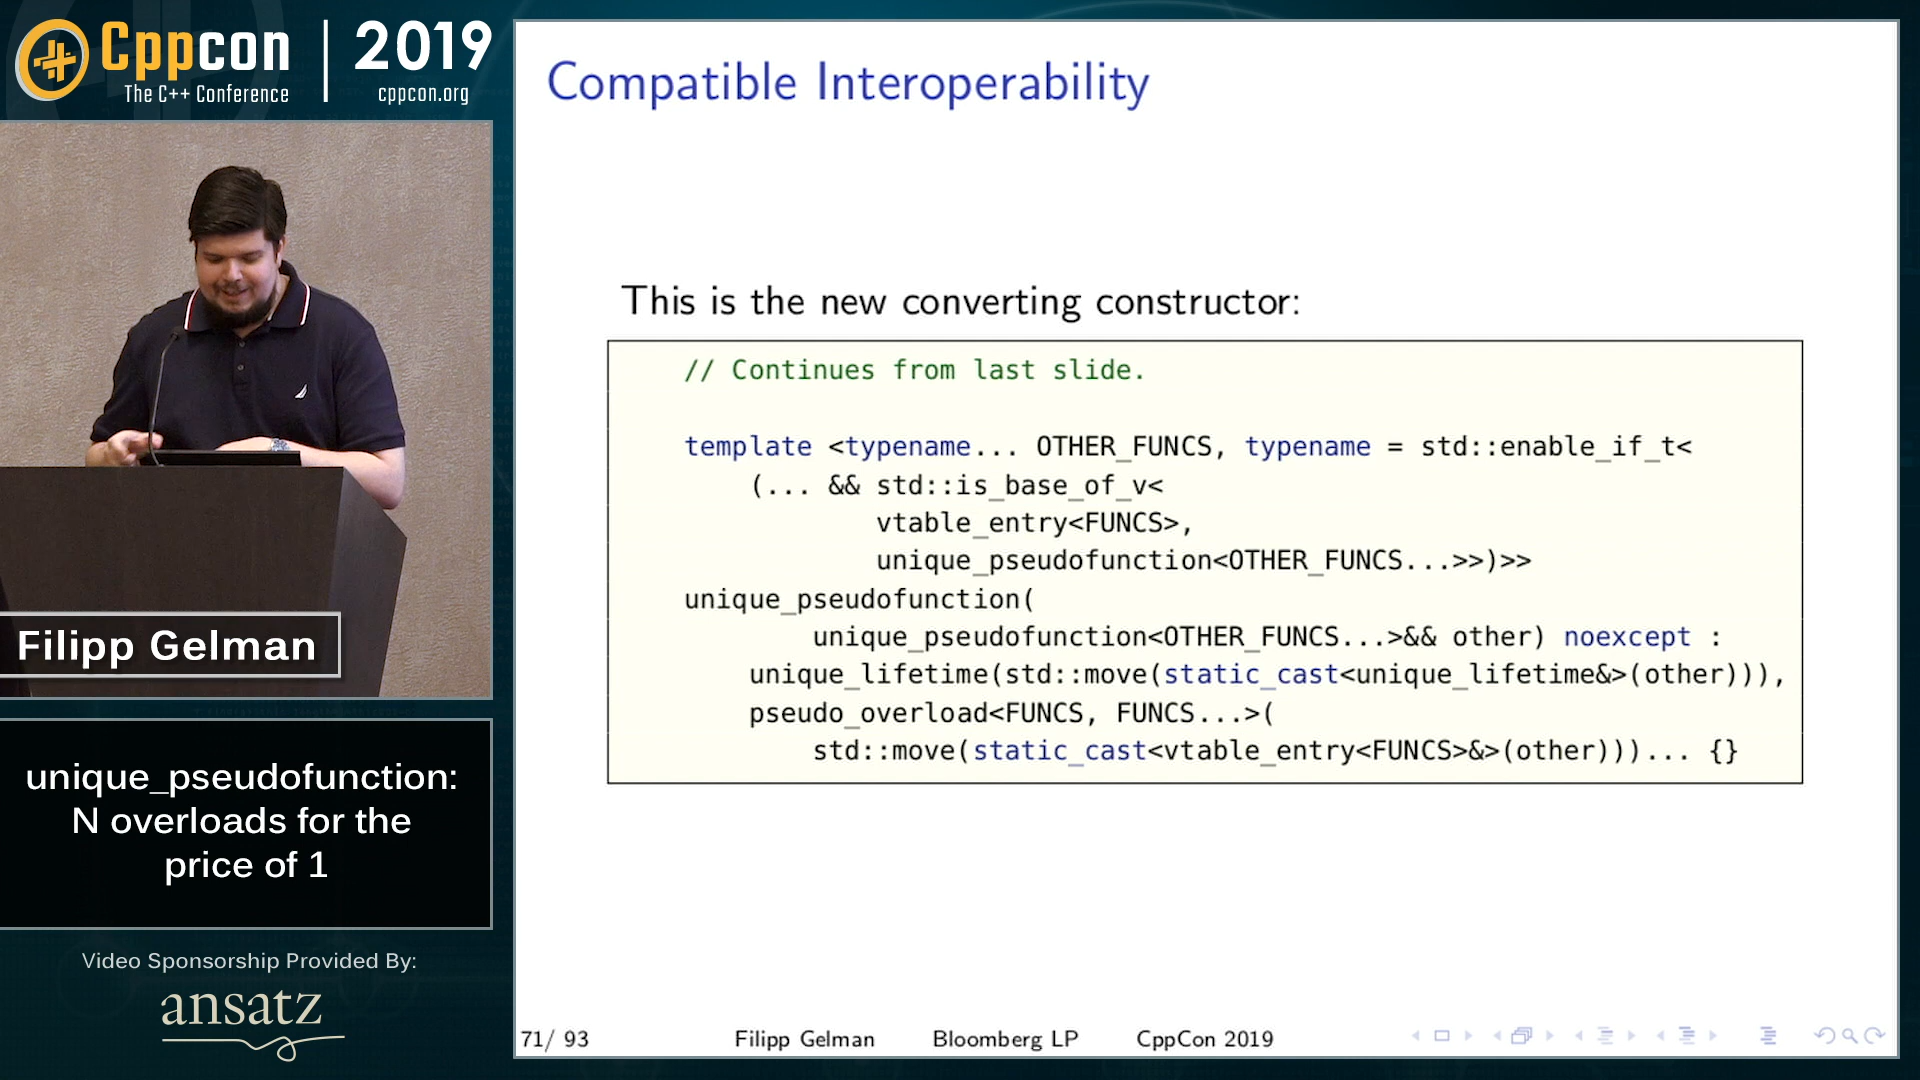 Cppcon
The C++ Conference
2019
cppcon.org
Filipp Gelman
unique_pseudofunction:
N overloads for the
price of 1
Video Sponsorship Provided By:
ansatz
Compatible Interoperability
This is the new converting constructor:
// Continues from last slide.
template <typename... OTHER_FUNCS, typename = std::enable_if_t<
(... && std::is_base_of_v<
vtable_entry<FUNCS>,
unique_pseudofunction<OTHER_FUNCS...>>)>>
unique_pseudofunction(
unique_pseudofunction<OTHER_FUNCS...>&& other) noexcept :
unique_lifetime(std::move(static_cast<unique_lifetime&>(other))),
pseudo_overload<FUNCS, FUNCS...>(
std::move(static_cast<vtable_entry<FUNCS>&>(other)))... {}
71/ 93 Filipp Gelman Bloomberg LP CppCon 2019